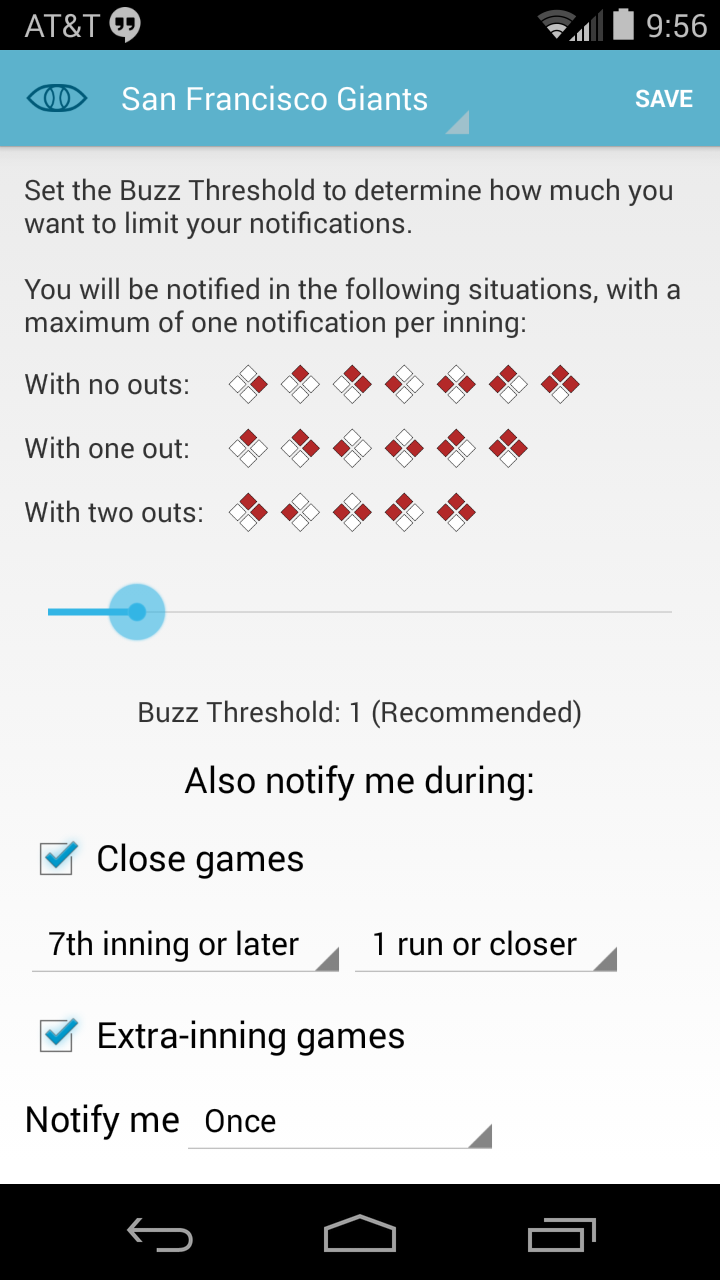 AT&T 9:56
San Francisco Giants SAVE
Set the Buzz Threshold to determine how much you
want to limit your notifications.
You will be notified in the following situations, with a
maximum of one notification per inning:
With no outs:
With one out:
With two outs:
Buzz Threshold: 1 (Recommended)
Also notify me during:
Close games
7th inning or later 1 run or closer
Extra-inning games
Notify me Once